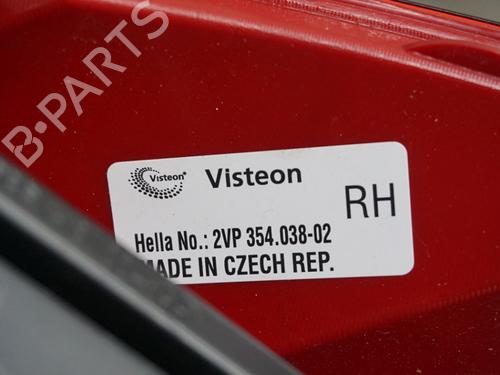 B-PARTS
Visteon® Visteon
RH
Hella No.: 2VP 354.038-02
MADE IN CZECH REP.